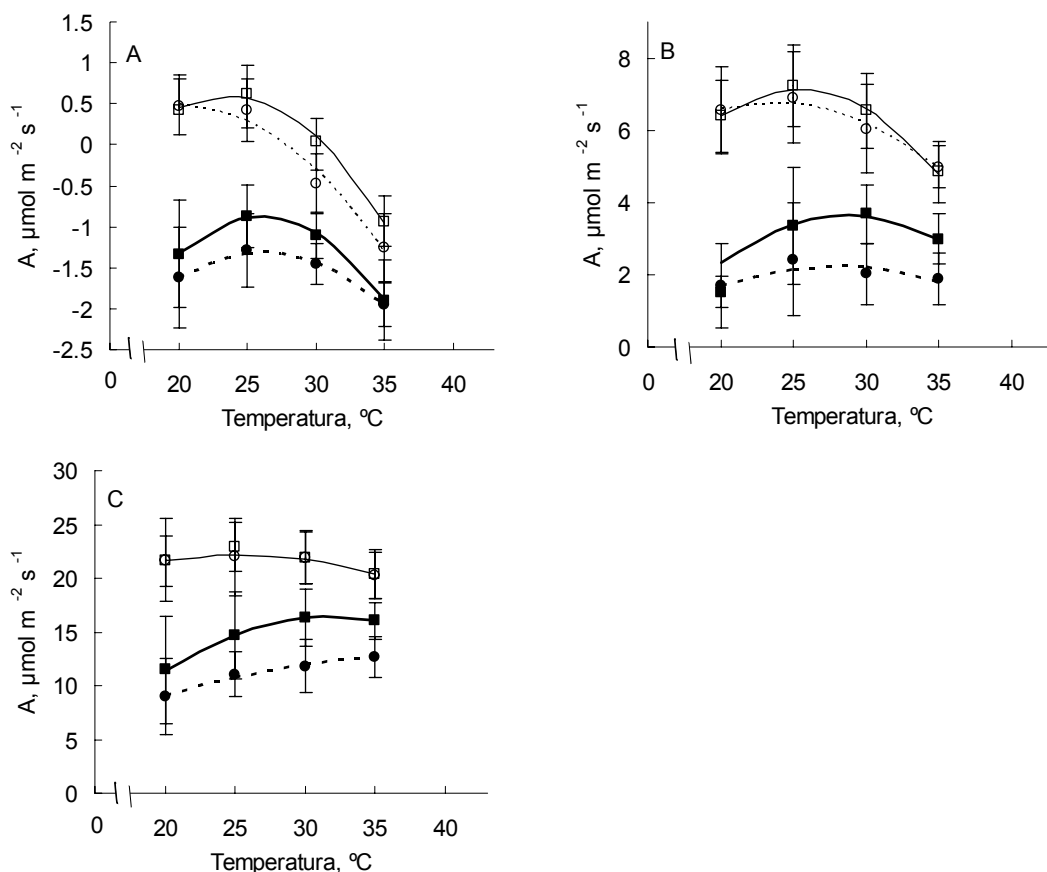 A
A, µmol m⁻² s⁻¹
1.5
1
0.5
0
-0.5
-1
-1.5
-2
-2.5
0 20 25 30 35 40
Temperatura, ºC
B
A, µmol m⁻² s⁻¹
8
6
4
2
0
0 20 25 30 35 40
Temperatura, ºC
C
A, µmol m⁻² s⁻¹
30
25
20
15
10
5
0
0 20 25 30 35 40
Temperatura, ºC